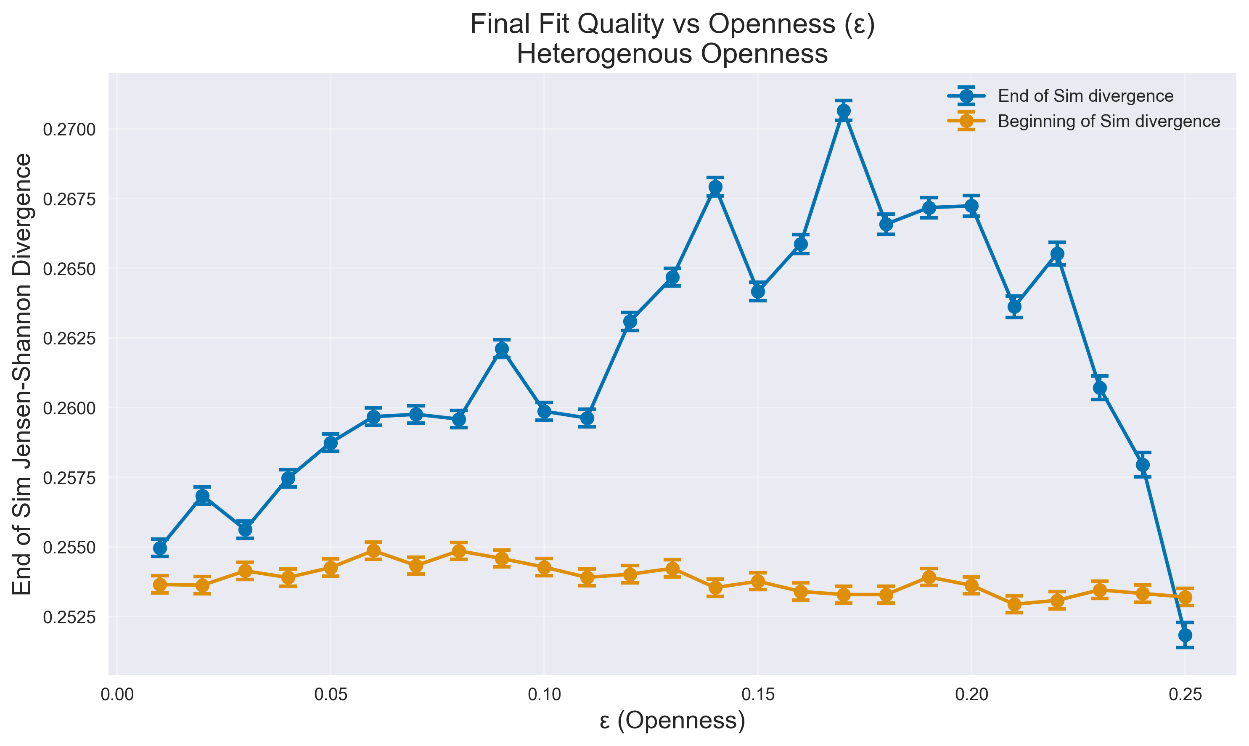 Final Fit Quality vs Openness (ε)
Heterogenous Openness
End of Sim divergence
Beginning of Sim divergence
End of Sim Jensen-Shannon Divergence
0.2700
0.2675
0.2650
0.2625
0.2600
0.2575
0.2550
0.2525
0.00
0.05
0.10
0.15
0.20
0.25
ε (Openness)